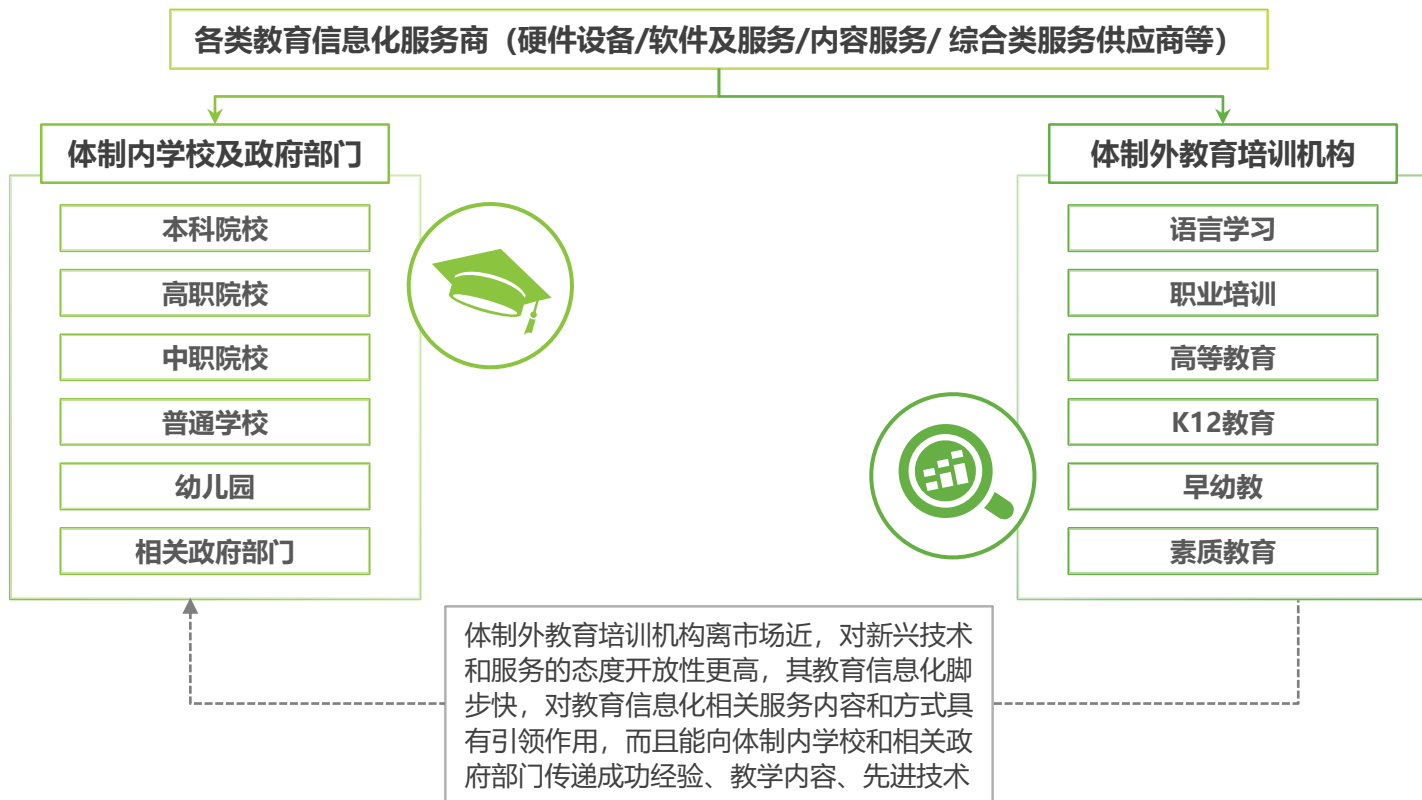 各类教育信息化服务商（硬件设备/软件及服务/内容服务/ 综合类服务供应商等）
体制内学校及政府部门
本科院校
高职院校
中职院校
普通学校
幼儿园
相关政府部门
体制外教育培训机构
语言学习
职业培训
高等教育
K12教育
早幼教
素质教育
体制外教育培训机构离市场近，对新兴技术
和服务的态度开放性更高，其教育信息化脚
步快，对教育信息化相关服务内容和方式具
有引领作用，而且能向体制内学校和相关政
府部门传递成功经验、教学内容、先进技术